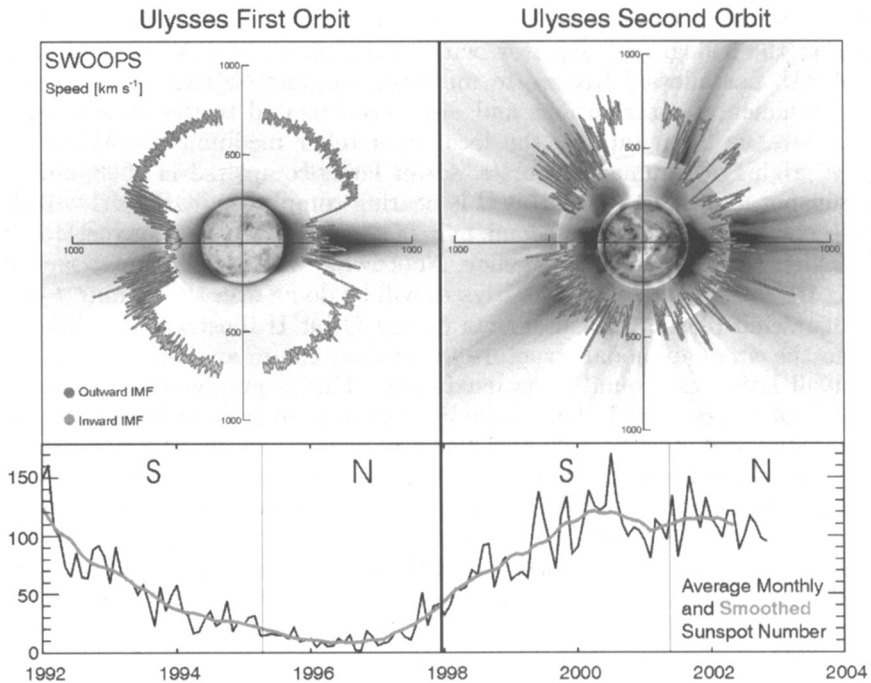 Ulysses First Orbit
Ulysses Second Orbit
SWOOPS
Speed [km s⁻¹]
1000
500
1000
1000
500
1000
Outward IMF
Inward IMF
1000
500
1000
1000
500
1000
S
N
S
N
150
100
50
0
Average Monthly
and Smoothed
Sunspot Number
1992
1994
1996
1998
2000
2002
2004